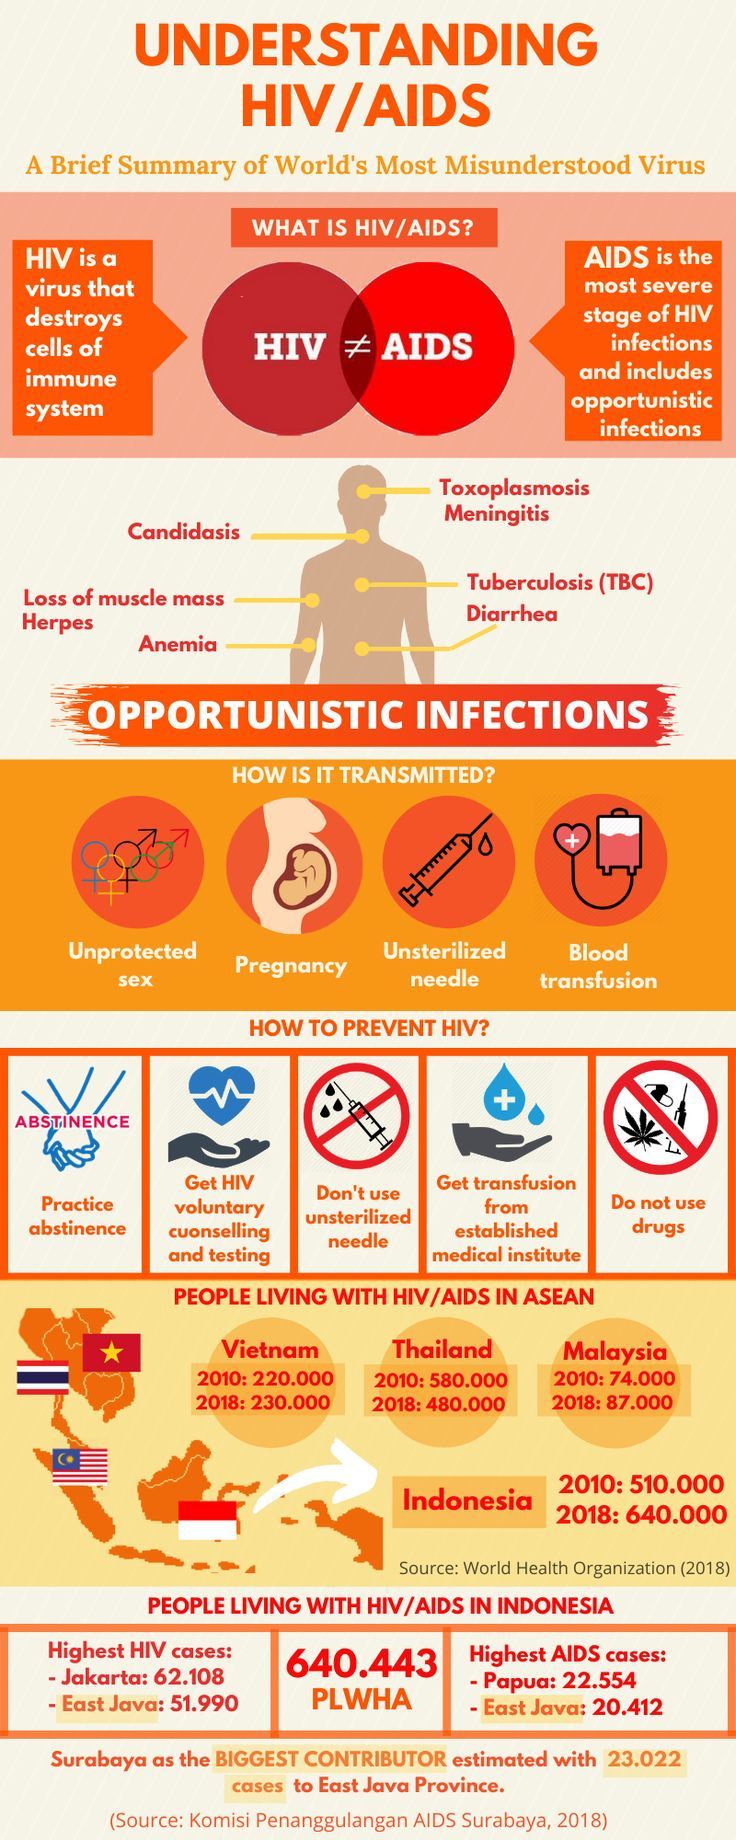 UNDERSTANDING
HIV/AIDS
A Brief Summary of World's Most Misunderstood Virus
WHAT IS HIV/AIDS?
HIV is a
virus that
destroys
cells of
immune
system
HIV ≠ AIDS
AIDS is the
most severe
stage of HIV
infections
and includes
opportunistic
infections
Toxoplasmosis
Meningitis
Candidasis
Tuberculosis (TBC)
Loss of muscle mass
Herpes
Diarrhea
Anemia
OPPORTUNISTIC INFECTIONS
HOW IS IT TRANSMITTED?
Unprotected
sex
Pregnancy
Unsterilized
needle
Blood
transfusion
HOW TO PREVENT HIV?
ABSTINENCE
Practice
abstinence
Get HIV
voluntary
cuonselling
and testing
Don't use
unsterilized
needle
Get transfusion
from
established
medical institute
Do not use
drugs
PEOPLE LIVING WITH HIV/AIDS IN ASEAN
Vietnam
2010: 220.000
2018: 230.000
Thailand
2010: 580.000
2018: 480.000
Malaysia
2010: 74.000
2018: 87.000
Indonesia
2010: 510.000
2018: 640.000
Source: World Health Organization (2018)
PEOPLE LIVING WITH HIV/AIDS IN INDONESIA
Highest HIV cases:
- Jakarta: 62.108
- East Java: 51.990
640.443
PLWHA
Highest AIDS cases:
- Papua: 22.554
- East Java: 20.412
Surabaya as the BIGGEST CONTRIBUTOR estimated with 23.022
cases to East Java Province.
(Source: Komisi Penanggulangan AIDS Surabaya, 2018)